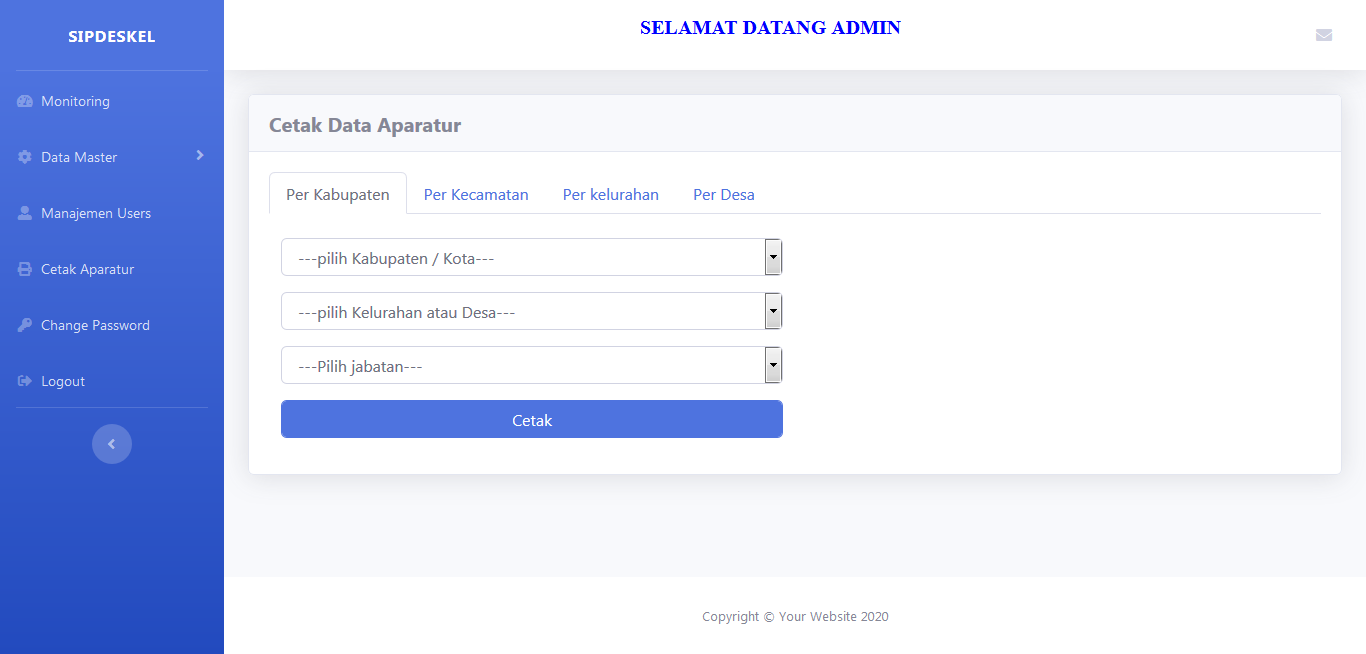 SIPDESKEL
Monitoring
Data Master
Manajemen Users
Cetak Aparatur
Change Password
Logout
SELAMAT DATANG ADMIN
Cetak Data Aparatur
Per Kabupaten Per Kecamatan Per kelurahan Per Desa
---pilih Kabupaten / Kota---
---pilih Kelurahan atau Desa---
---Pilih jabatan---
Cetak
Copyright © Your Website 2020